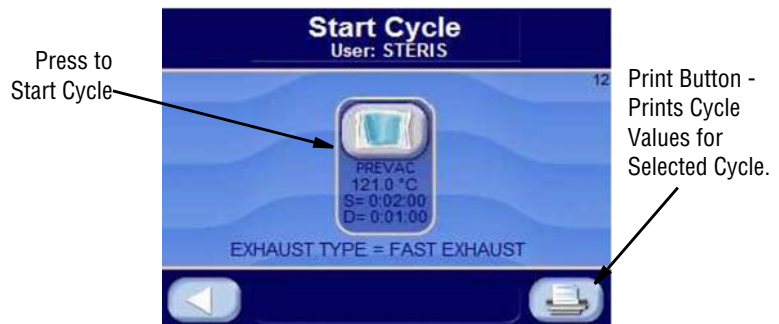 Start Cycle
User: STERIS
12
Press to
Start Cycle
PREVAC
121.0 °C
S= 0:02:00
D= 0:01:00
EXHAUST TYPE = FAST EXHAUST
Print Button -
Prints Cycle
Values for
Selected Cycle.